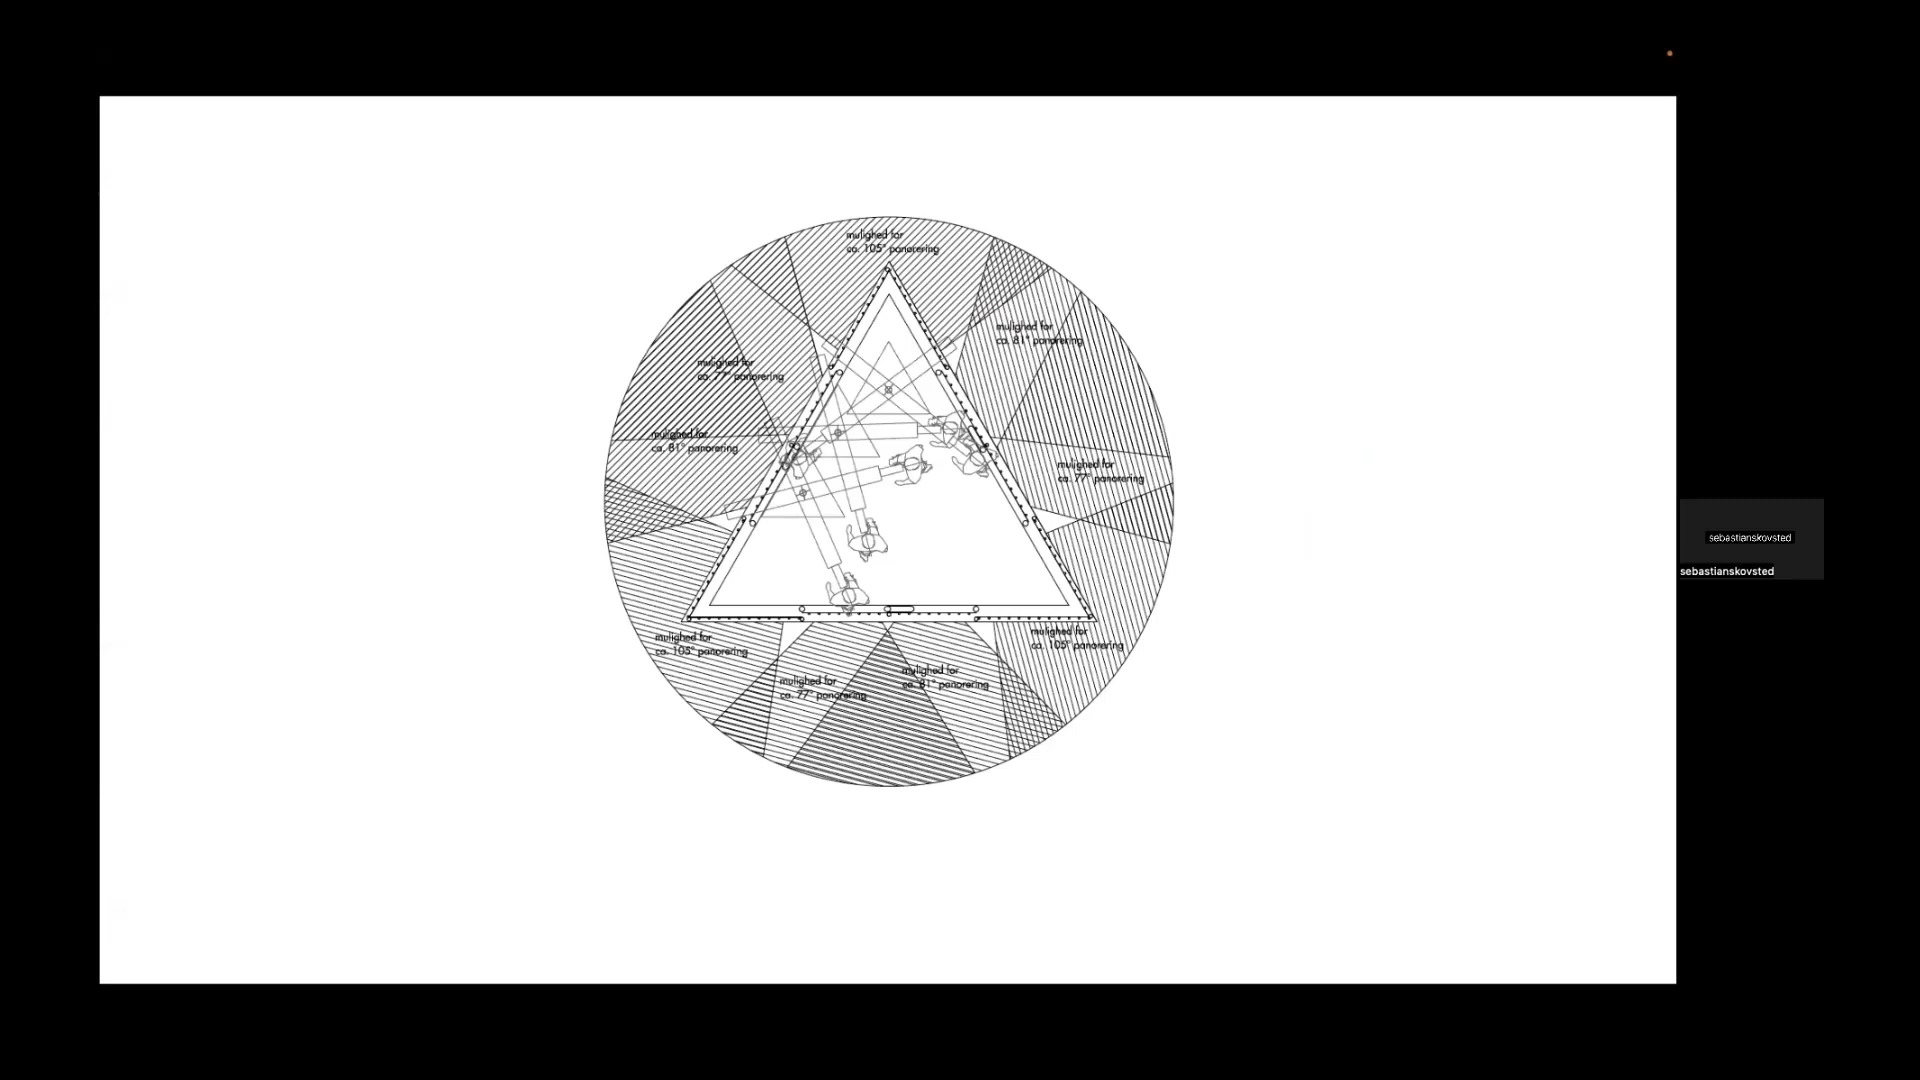 mulighed for
ca. 105° panorering
mulighed for
ca. 81° panorering
mulighed for
ca. 77° panorering
mulighed for
ca. 81° panorering
mulighed for
ca. 77° panorering
mulighed for
ca. 105° panorering
mulighed for
ca. 105° panorering
mulighed for
ca. 77° panorering
mulighed for
ca. 81° panorering
sebastianskovsted
sebastianskovsted